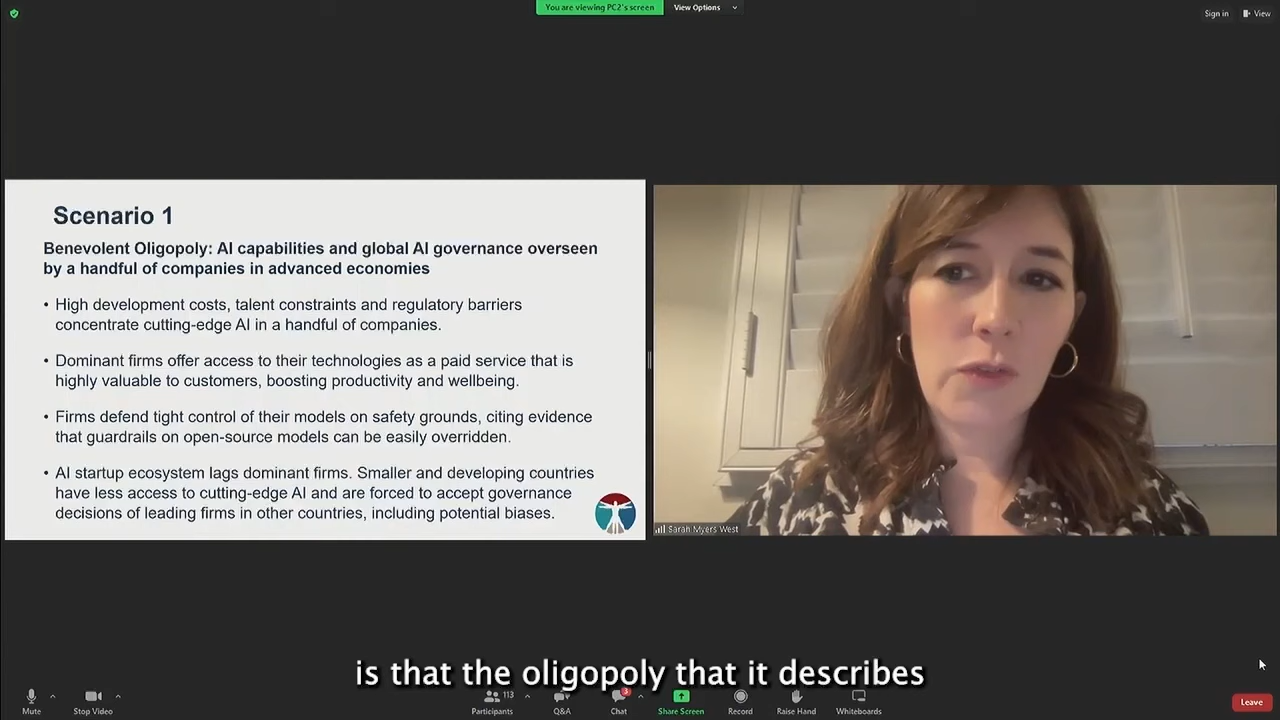 You are viewing PC2's screen
View Options
Sign in
View
Scenario 1
Benevolent Oligopoly: AI capabilities and global AI governance overseen
by a handful of companies in advanced economies
• High development costs, talent constraints and regulatory barriers
concentrate cutting-edge AI in a handful of companies.
• Dominant firms offer access to their technologies as a paid service that is
highly valuable to customers, boosting productivity and wellbeing.
• Firms defend tight control of their models on safety grounds, citing evidence
that guardrails on open-source models can be easily overridden.
• AI startup ecosystem lags dominant firms. Smaller and developing countries
have less access to cutting-edge AI and are forced to accept governance
decisions of leading firms in other countries, including potential biases.
Sarah Myers West
is that the oligopoly that it describes
113
3
Mute
Stop Video
Participants
Q&A
Chat
Share Screen
Record
Raise Hand
Whiteboards
Leave